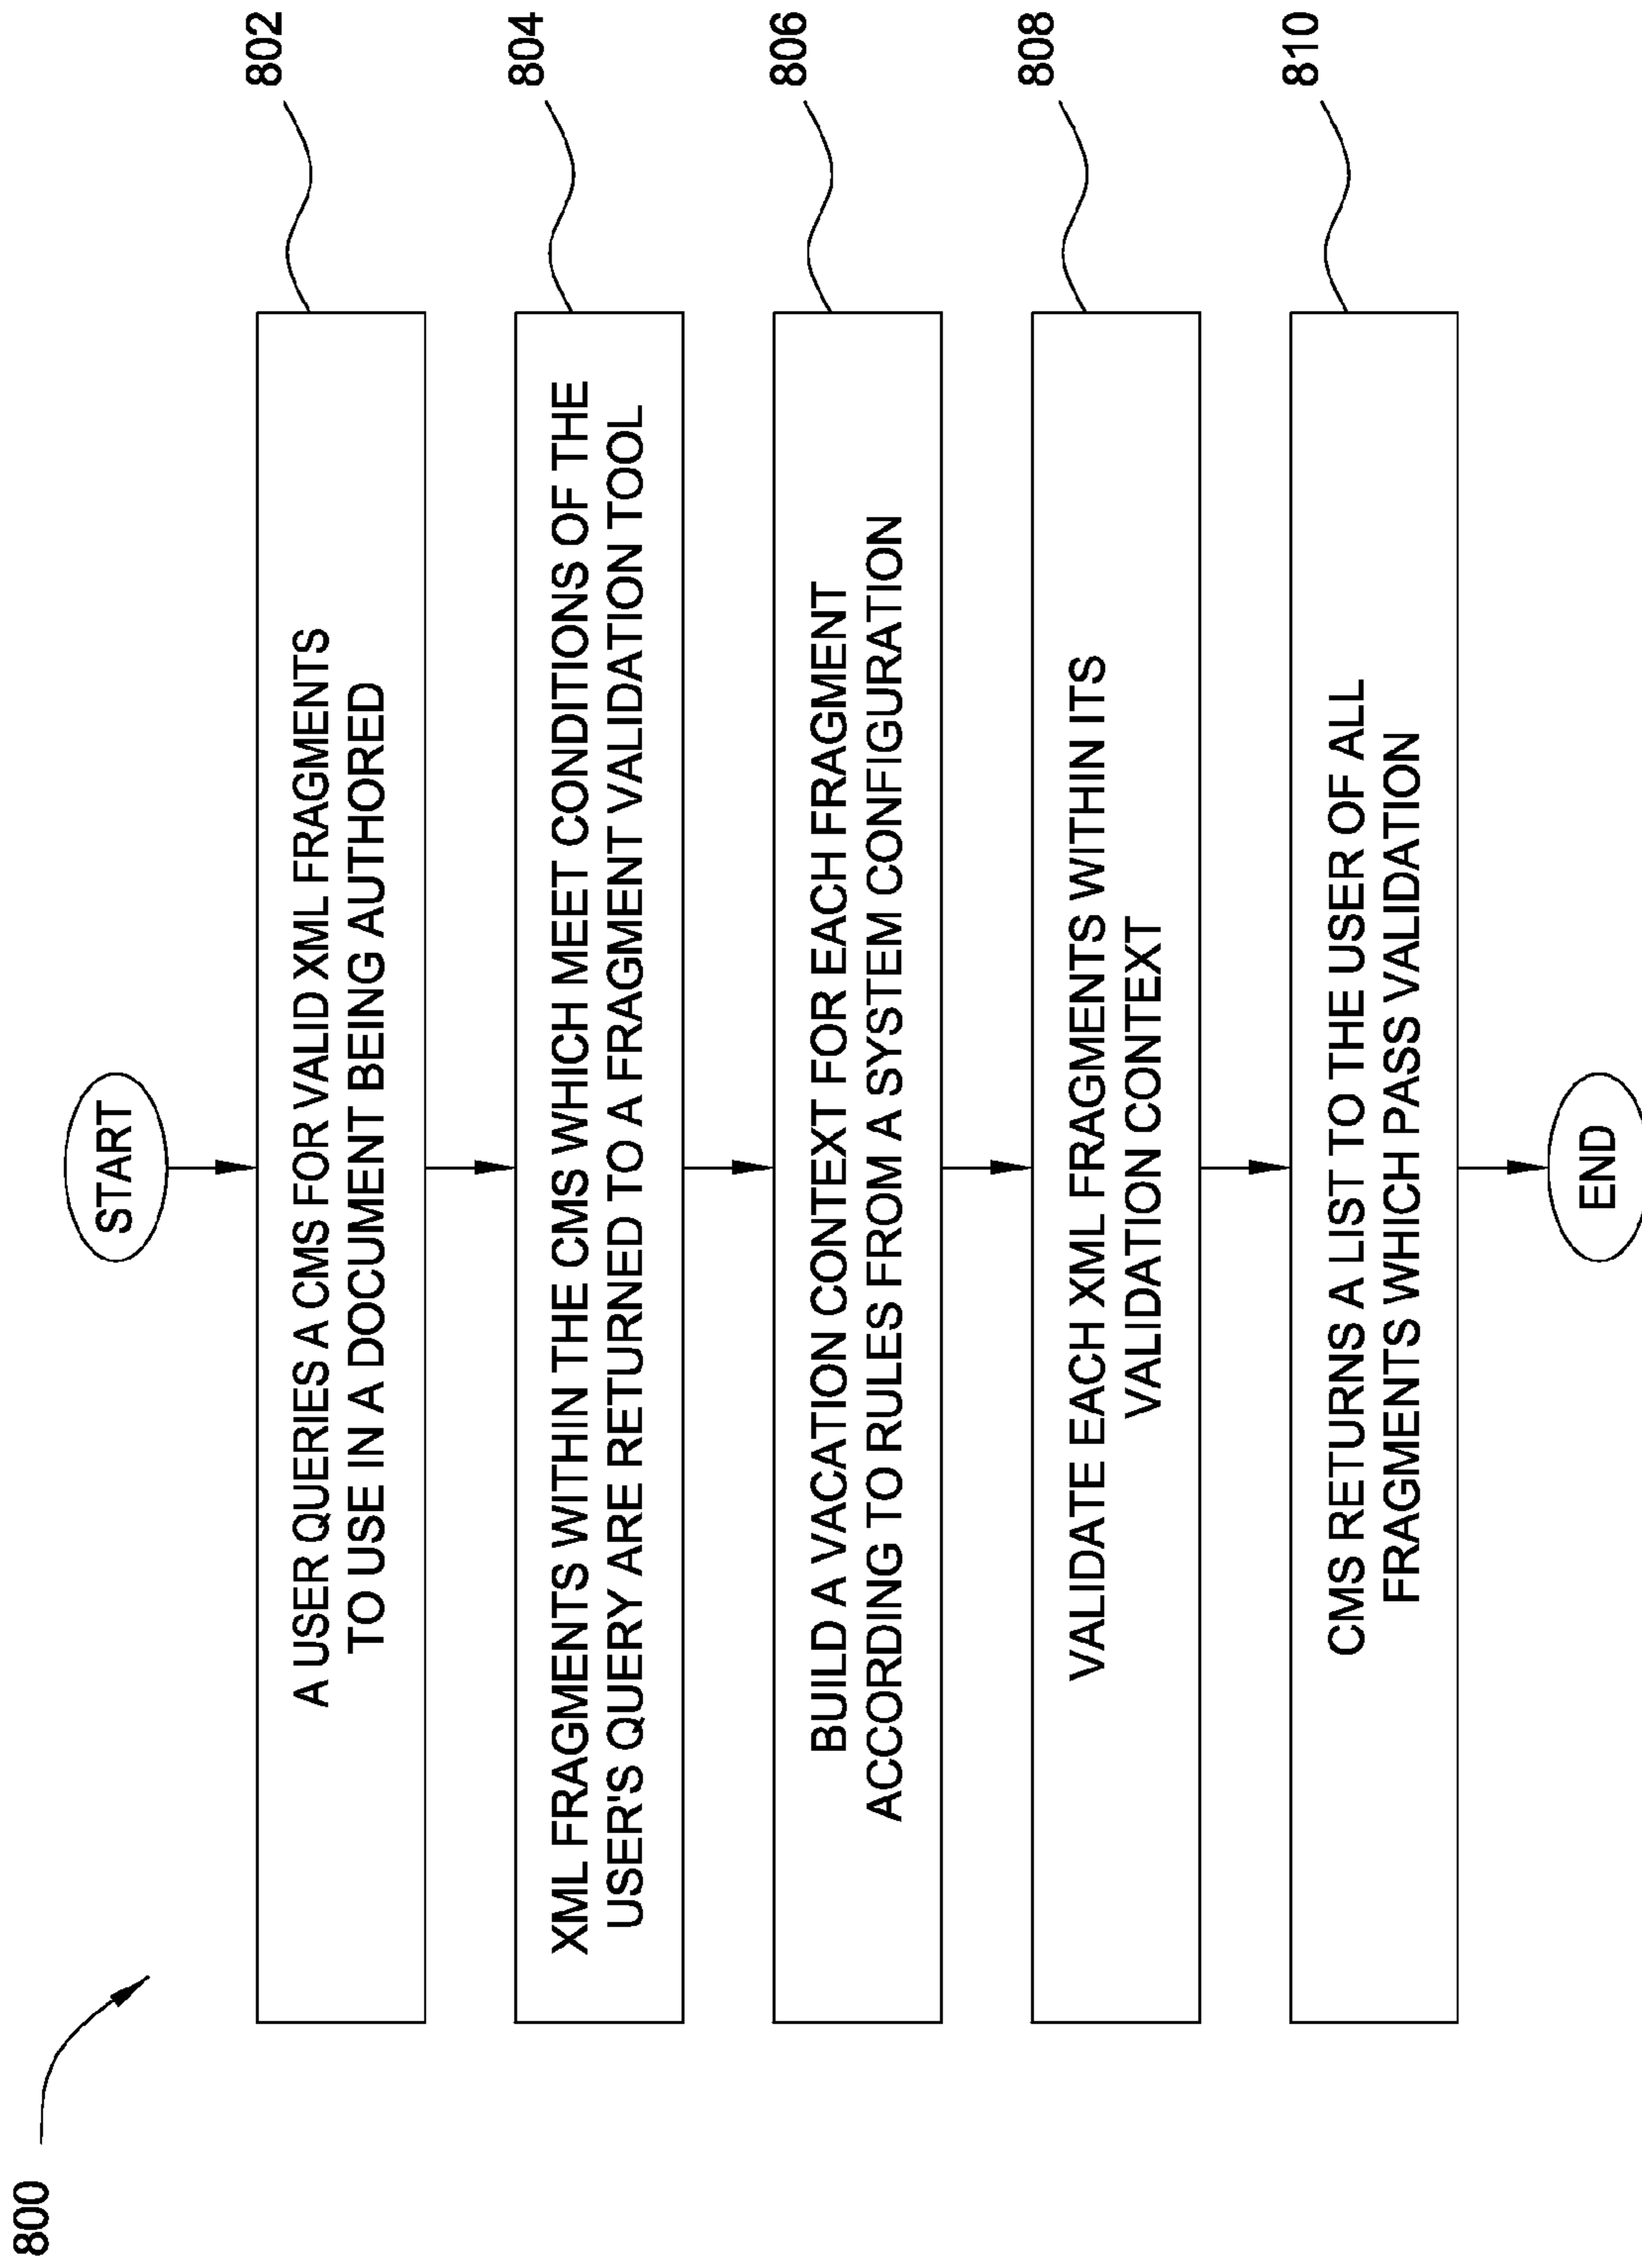 800
START
A USER QUERIES A CMS FOR VALID XML FRAGMENTS
TO USE IN A DOCUMENT BEING AUTHORED
802
XML FRAGMENTS WITHIN THE CMS WHICH MEET CONDITIONS OF THE
USER'S QUERY ARE RETURNED TO A FRAGMENT VALIDATION TOOL
804
BUILD A VACATION CONTEXT FOR EACH FRAGMENT
ACCORDING TO RULES FROM A SYSTEM CONFIGURATION
806
VALIDATE EACH XML FRAGMENTS WITHIN ITS
VALIDATION CONTEXT
808
CMS RETURNS A LIST TO THE USER OF ALL
FRAGMENTS WHICH PASS VALIDATION
810
END